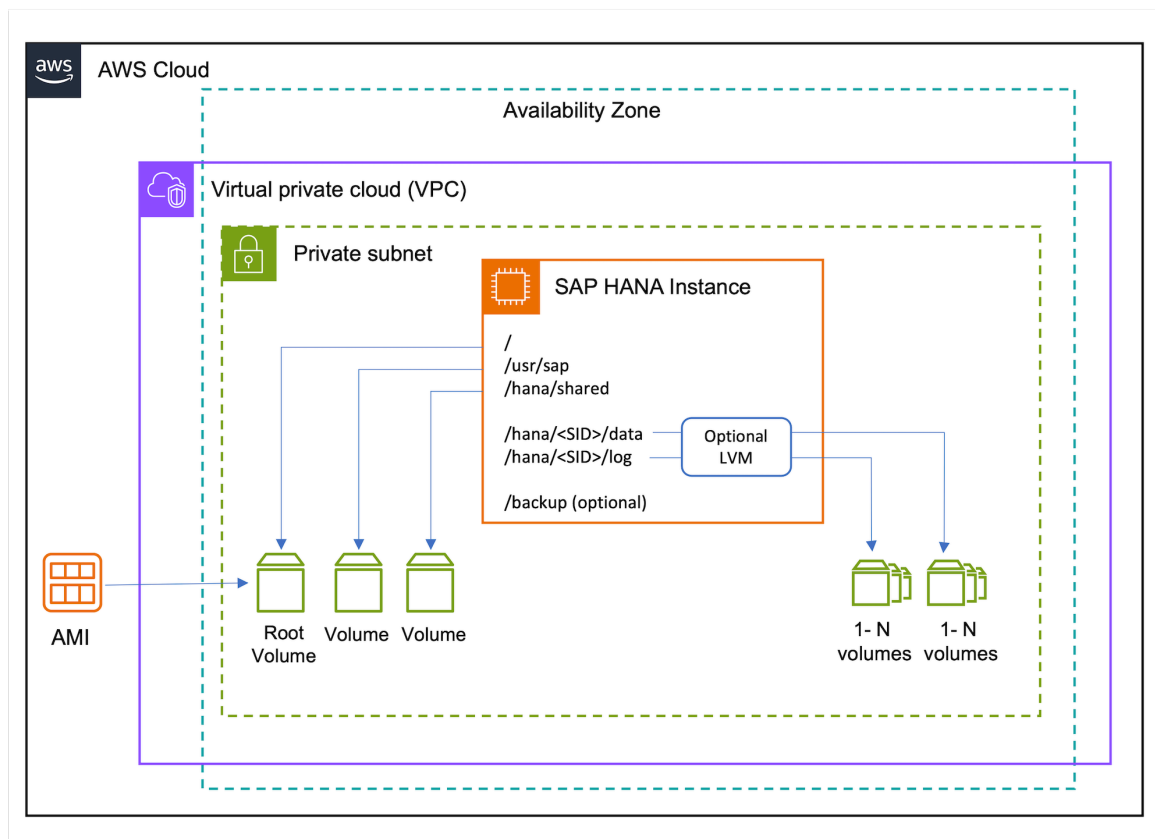 aws
AWS Cloud
Availability Zone
Virtual private cloud (VPC)
Private subnet
SAP HANA Instance
/
/usr/sap
/hana/shared
/hana/<SID>/data
/hana/<SID>/log
Optional
LVM
/backup (optional)
AMI
Root
Volume
Volume
Volume
1- N
volumes
1- N
volumes